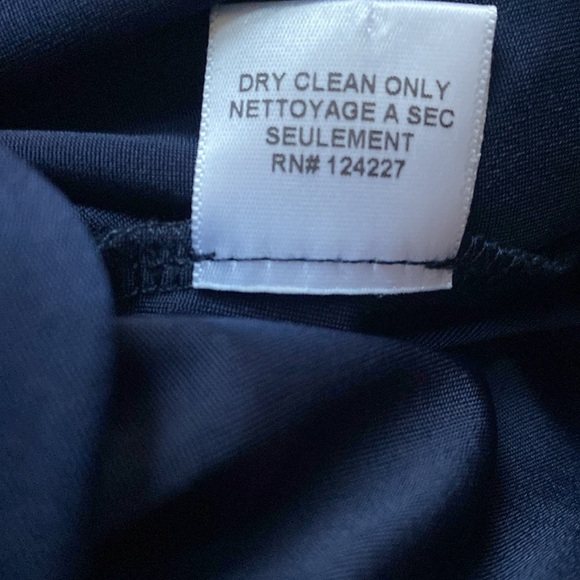 DRY CLEAN ONLY
NETTOYAGE A SEC
SEULEMENT
RN# 124227